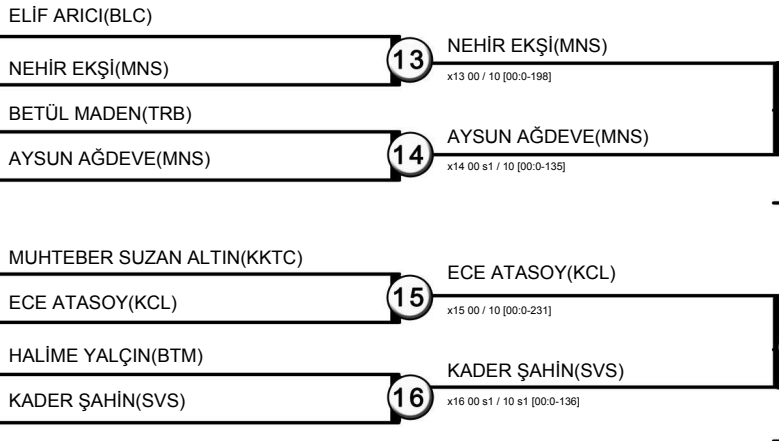 ELİF ARICI(BLC)
NEHİR EKŞİ(MNS)
13
NEHİR EKŞİ(MNS)
x13 00 / 10 [00:0-198]
BETÜL MADEN(TRB)
AYSUN AĞDEVE(MNS)
14
AYSUN AĞDEVE(MNS)
x14 00 s1 / 10 [00:0-135]
MUHTEBER SUZAN ALTIN(KKTC)
ECE ATASOY(KCL)
15
ECE ATASOY(KCL)
x15 00 / 10 [00:0-231]
HALİME YALÇIN(BTM)
KADER ŞAHİN(SVS)
16
KADER ŞAHİN(SVS)
x16 00 s1 / 10 s1 [00:0-136]